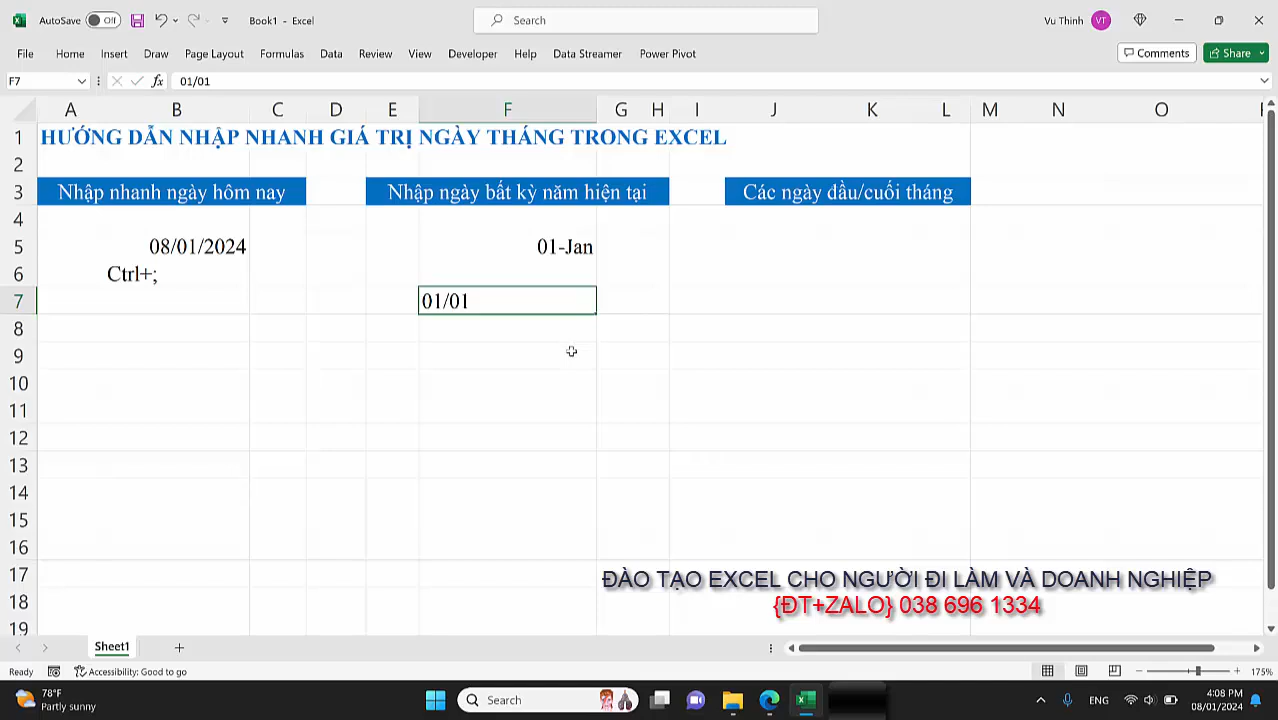 AutoSave Off Book1 - Excel Search Vu Thinh VT
File Home Insert Draw Page Layout Formulas Data Review View Developer Help Data Streamer Power Pivot Comments Share
F7 fx 01/01
A B C D E F G H I J K L M N O
1 HƯỚNG DẪN NHẬP NHANH GIÁ TRỊ NGÀY THÁNG TRONG EXCEL
2
3 Nhập nhanh ngày hôm nay Nhập ngày bất kỳ năm hiện tại Các ngày đầu/cuối tháng
4
5 08/01/2024 01-Jan
6 Ctrl+;
7 01/01
8
9
10
11
12
13
14
15
16
17
18
19
ĐÀO TẠO EXCEL CHO NGƯỜI ĐI LÀM VÀ DOANH NGHIỆP
{ĐT+ZALO} 038 696 1334
Sheet1
Ready Accessibility: Good to go 175%
78°F
Partly sunny
Search
ENG
4:08 PM
08/01/2024